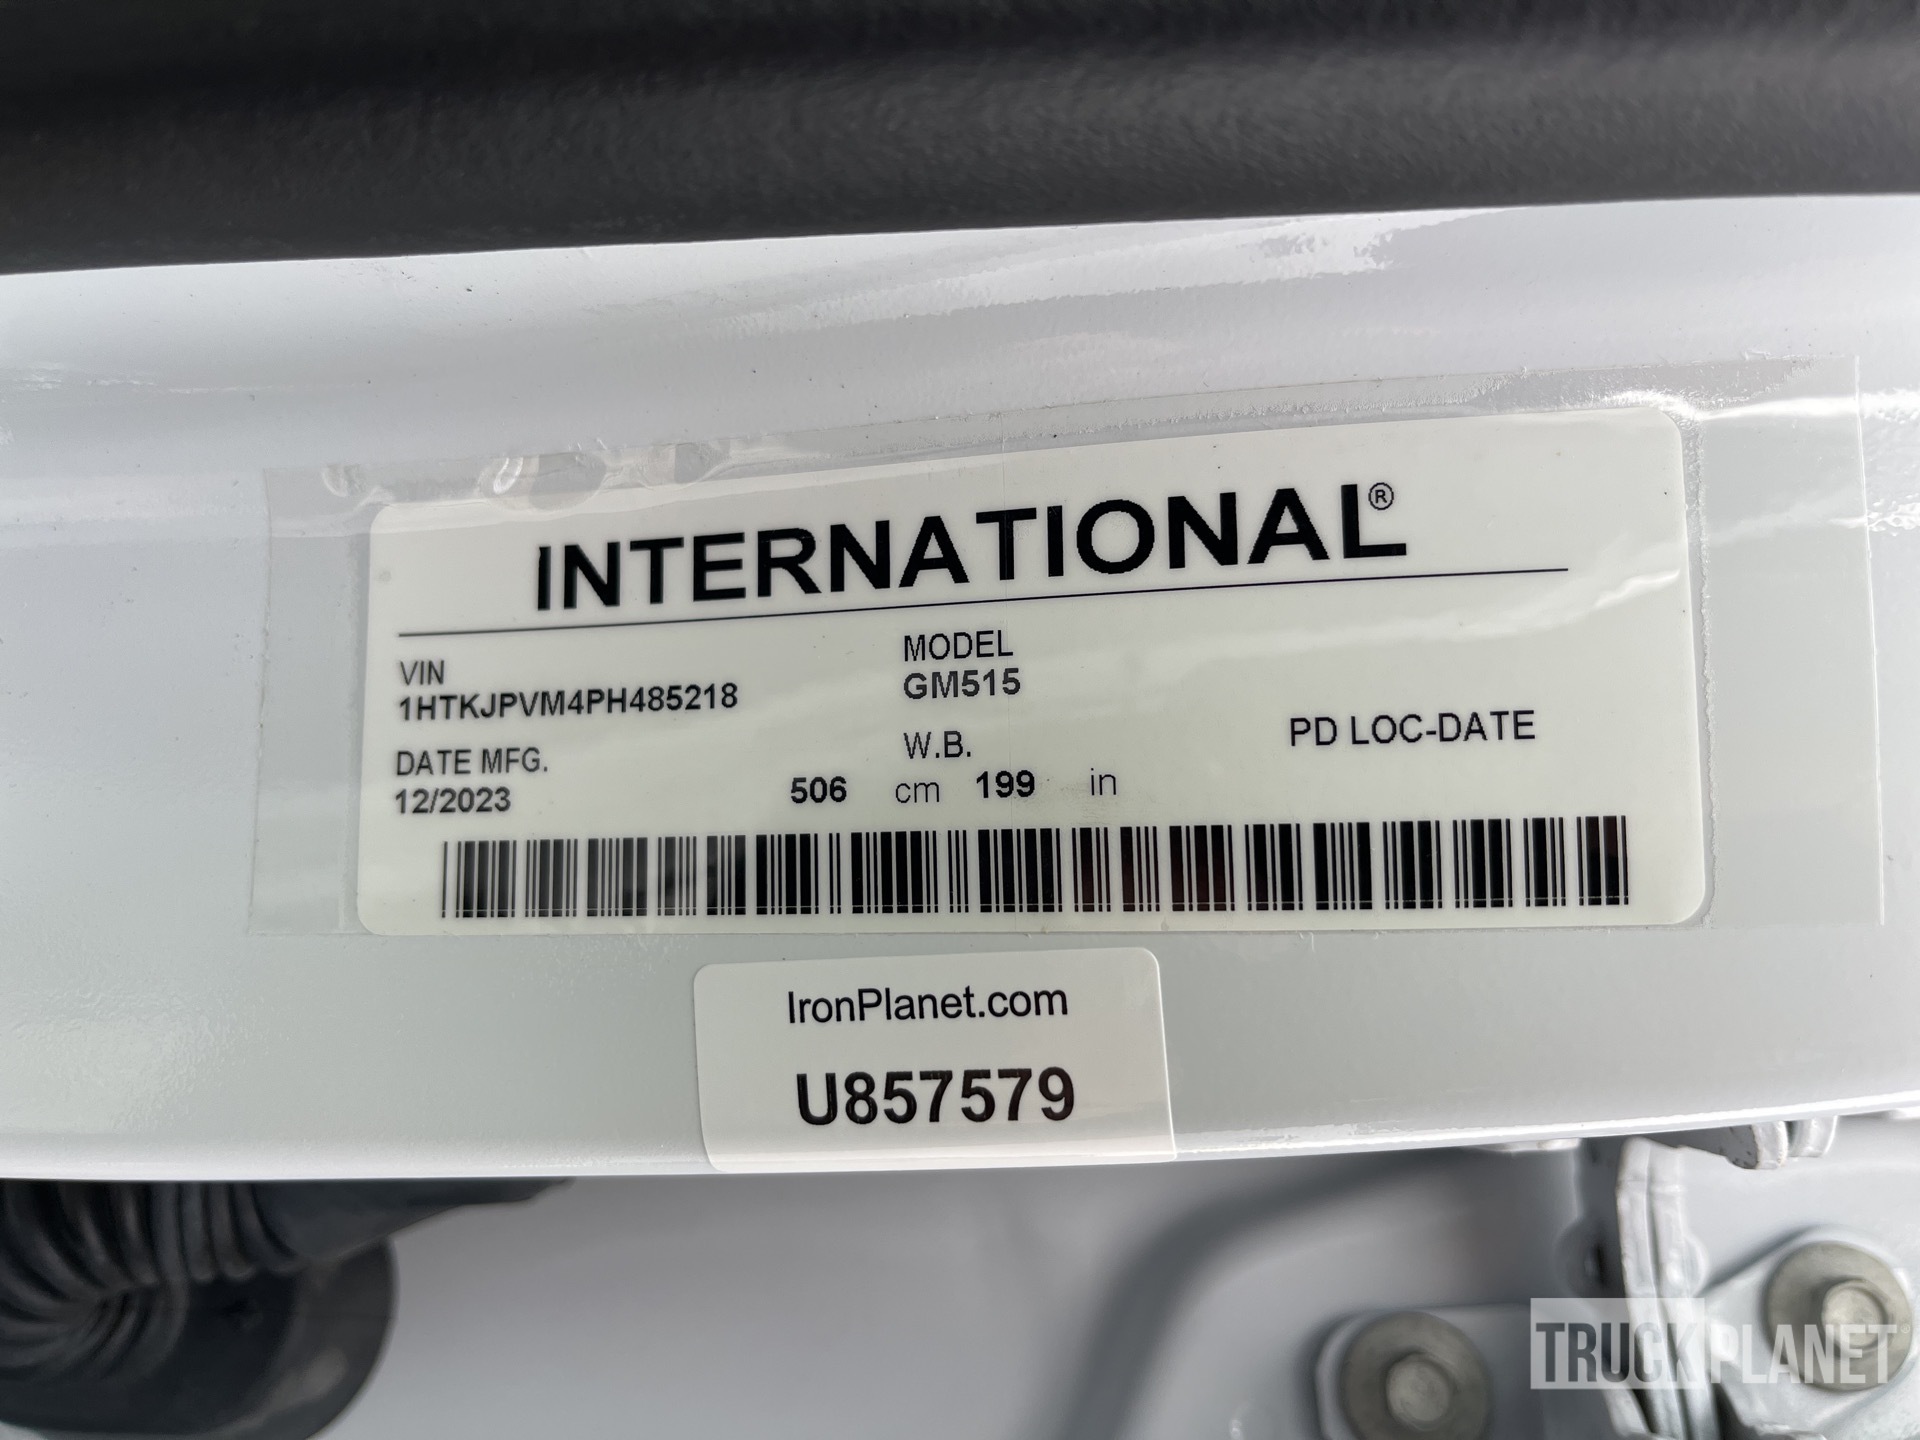 INTERNATIONAL®
VIN
1HTKJPVM4PH485218
MODEL
GM515
DATE MFG.
12/2023
W.B.
506 cm 199 in
PD LOC-DATE
IronPlanet.com
U857579
TRUCKPLANET®